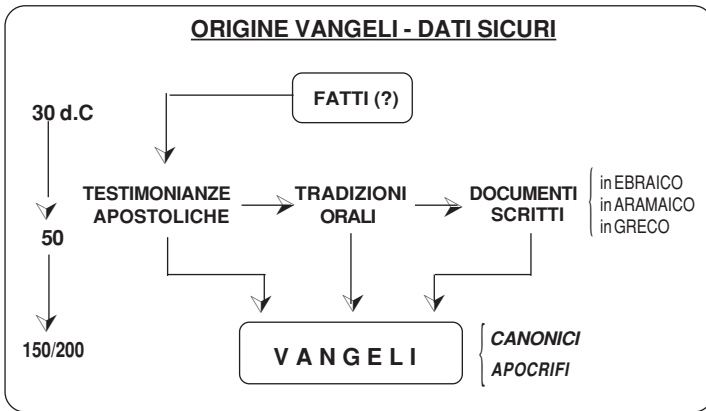 ORIGINE VANGELI - DATI SICURI
FATTI (?)
30 d.C
TESTIMONIANZE
APOSTOLICHE
TRADIZIONI
ORALI
DOCUMENTI
SCRITTI
in EBRAICO
in ARAMAICO
in GRECO
50
150/200
VANGELI
CANONICI
APOCRIFI